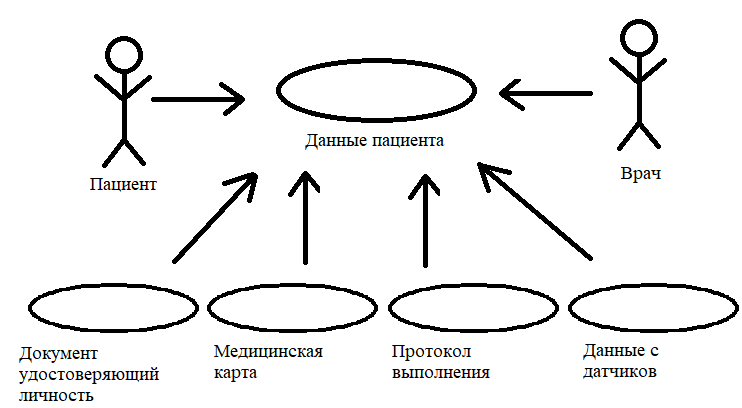 Данные пациента
Пациент
Врач
Документ
удостоверяющий
личность
Медицинская
карта
Протокол
выполнения
Данные с
датчиков